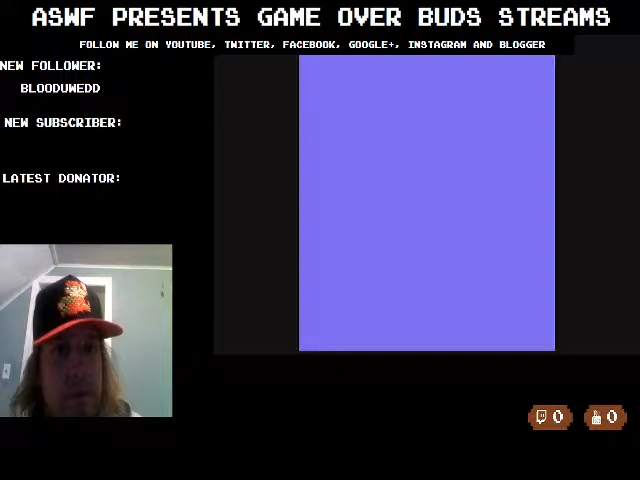 ASWF PRESENTS GAME OVER BUDS STREAMS
FOLLOW ME ON YOUTUBE, TWITTER, FACEBOOK, GOOGLE+, INSTAGRAM AND BLOGGER
NEW FOLLOWER:
BLOODUWEDD
NEW SUBSCRIBER:
LATEST DONATOR:
0 0